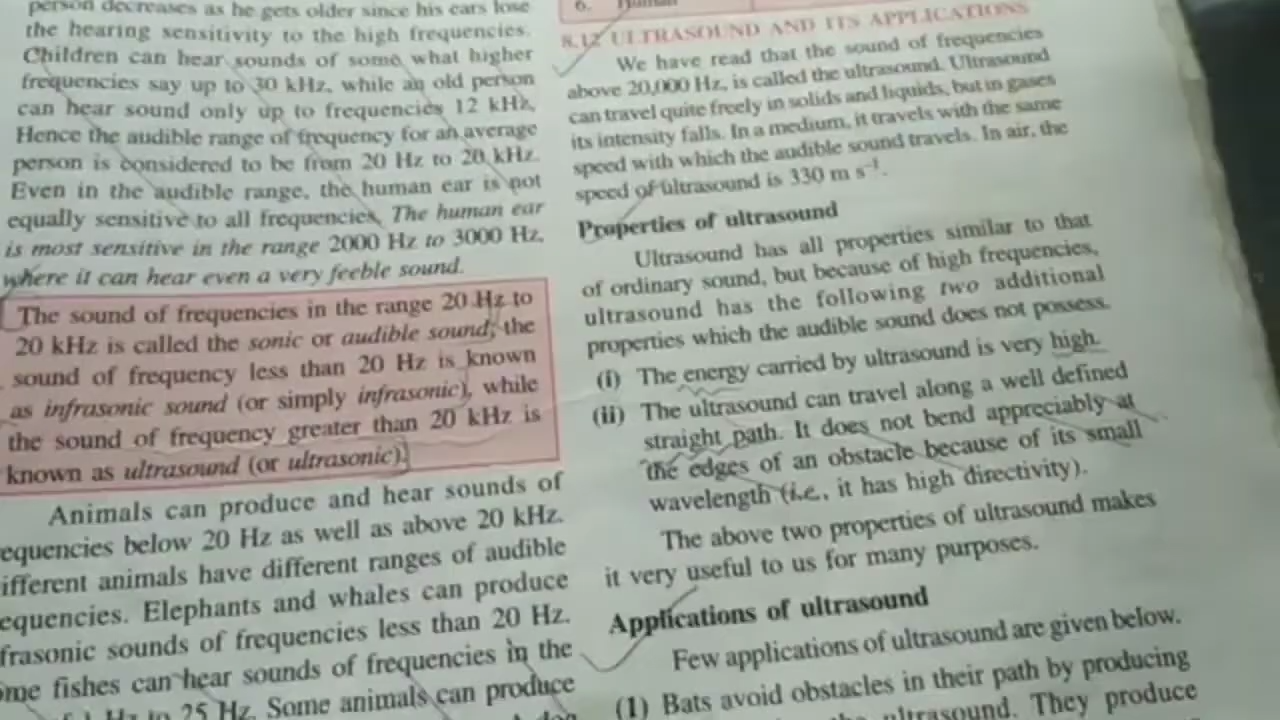 person decreases as he gets older since his ears lose
the hearing sensitivity to the high frequencies.
Children can hear sounds of some what higher
frequencies say up to 30 kHz, while an old person
can hear sound only up to frequencies 12 kHz.
Hence the audible range of frequency for an average
person is considered to be from 20 Hz to 20 kHz.
Even in the audible range, the human ear is not
equally sensitive to all frequencies. The human ear
is most sensitive in the range 2000 Hz to 3000 Hz,
where it can hear even a very feeble sound.
The sound of frequencies in the range 20 Hz to
20 kHz is called the sonic or audible sound; the
sound of frequency less than 20 Hz is known
as infrasonic sound (or simply infrasonic), while
the sound of frequency greater than 20 kHz is
known as ultrasound (or ultrasonic).
Animals can produce and hear sounds of
equencies below 20 Hz as well as above 20 kHz.
ifferent animals have different ranges of audible
equencies. Elephants and whales can produce
frasonic sounds of frequencies less than 20 Hz.
me fishes can hear sounds of frequencies in the
Hz to 25 Hz. Some animals can produce
6. Human
8.12 ULTRASOUND AND ITS APPLICATIONS
We have read that the sound of frequencies
above 20,000 Hz, is called the ultrasound. Ultrasound
can travel quite freely in solids and liquids, but in gases
its intensity falls. In a medium, it travels with the same
speed with which the audible sound travels. In air, the
speed of ultrasound is 330 m s⁻¹.
Properties of ultrasound
Ultrasound has all properties similar to that
of ordinary sound, but because of high frequencies,
ultrasound has the following two additional
properties which the audible sound does not possess.
(i) The energy carried by ultrasound is very high.
(ii) The ultrasound can travel along a well defined
straight path. It does not bend appreciably at
the edges of an obstacle because of its small
wavelength (i.e., it has high directivity).
The above two properties of ultrasound makes
it very useful to us for many purposes.
Applications of ultrasound
Few applications of ultrasound are given below.
(1) Bats avoid obstacles in their path by producing
ultrasound. They produce